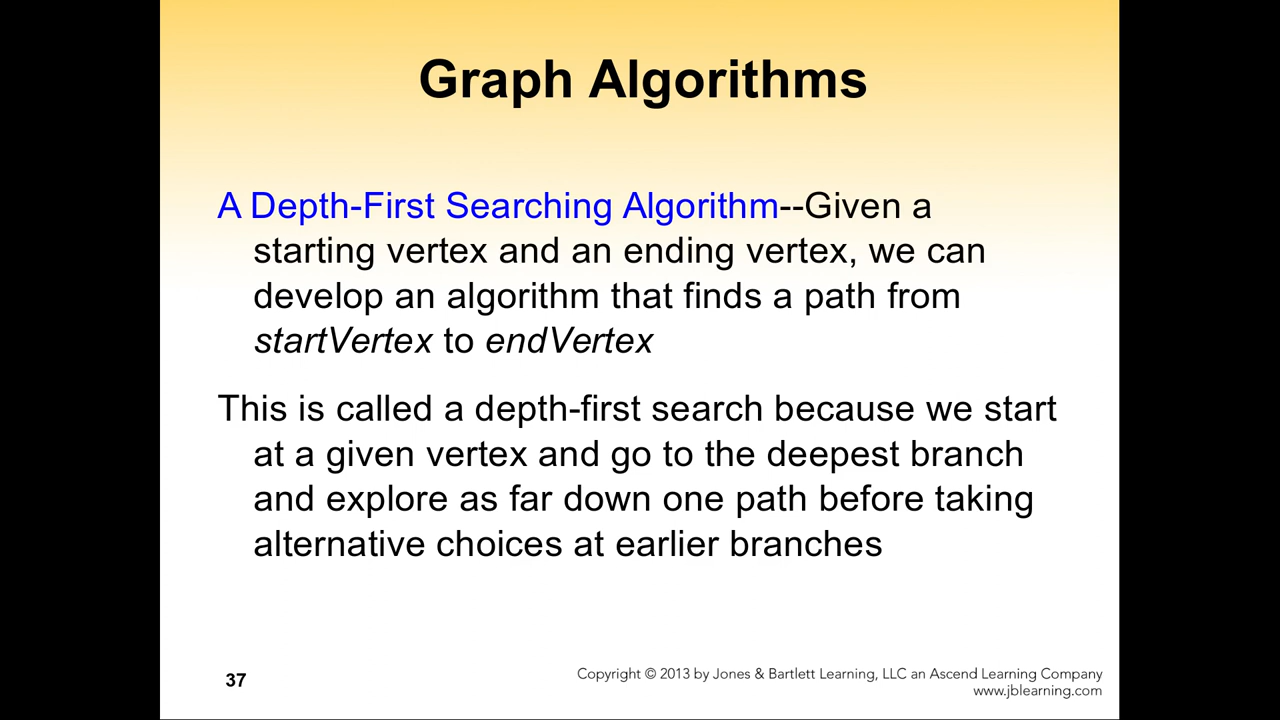 Graph Algorithms
A Depth-First Searching Algorithm--Given a
starting vertex and an ending vertex, we can
develop an algorithm that finds a path from
startVertex to endVertex
This is called a depth-first search because we start
at a given vertex and go to the deepest branch
and explore as far down one path before taking
alternative choices at earlier branches
37
Copyright © 2013 by Jones & Bartlett Learning, LLC an Ascend Learning Company
www.jblearning.com